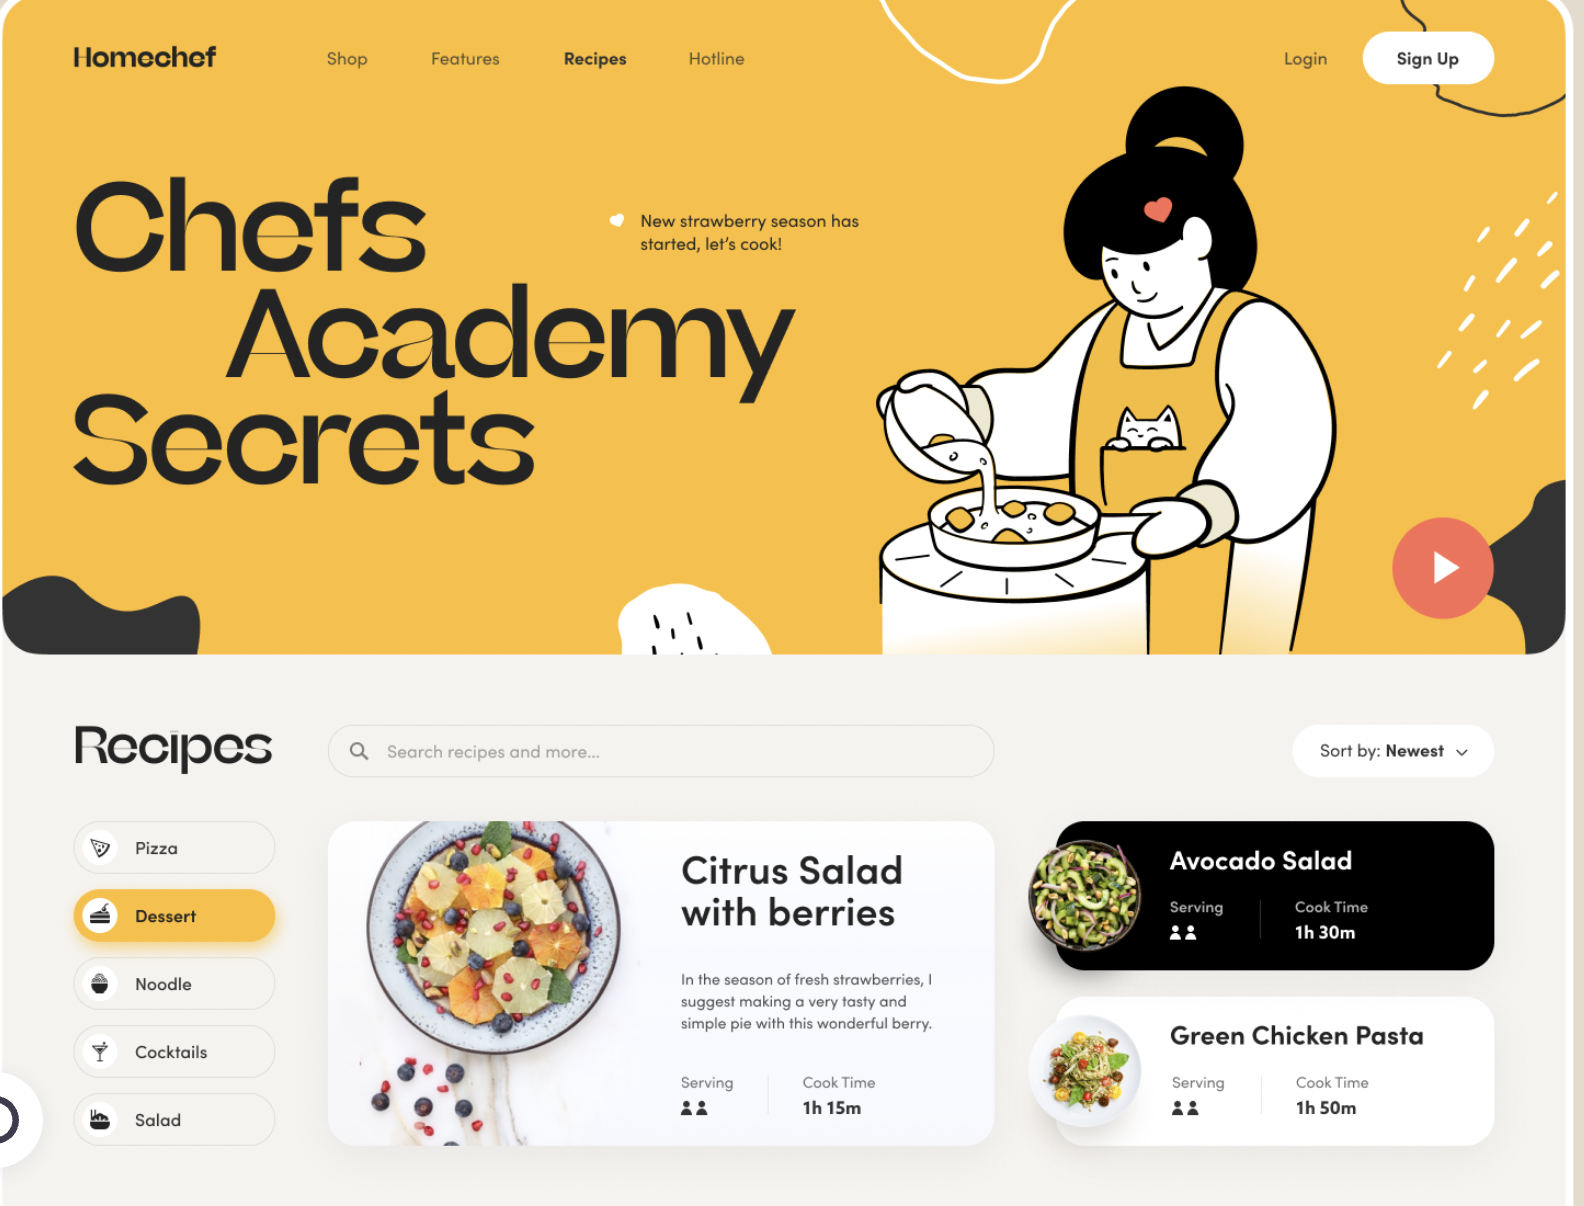 Homechef
Shop
Features
Recipes
Hotline
Login
Sign Up
Chefs
Academy
Secrets
New strawberry season has
started, let's cook!
Recipes
Search recipes and more...
Sort by: Newest
Pizza
Dessert
Noodle
Cocktails
Salad
Citrus Salad
with berries
In the season of fresh strawberries, I
suggest making a very tasty and
simple pie with this wonderful berry.
Serving
Cook Time
1h 15m
Avocado Salad
Serving
Cook Time
1h 30m
Green Chicken Pasta
Serving
Cook Time
1h 50m